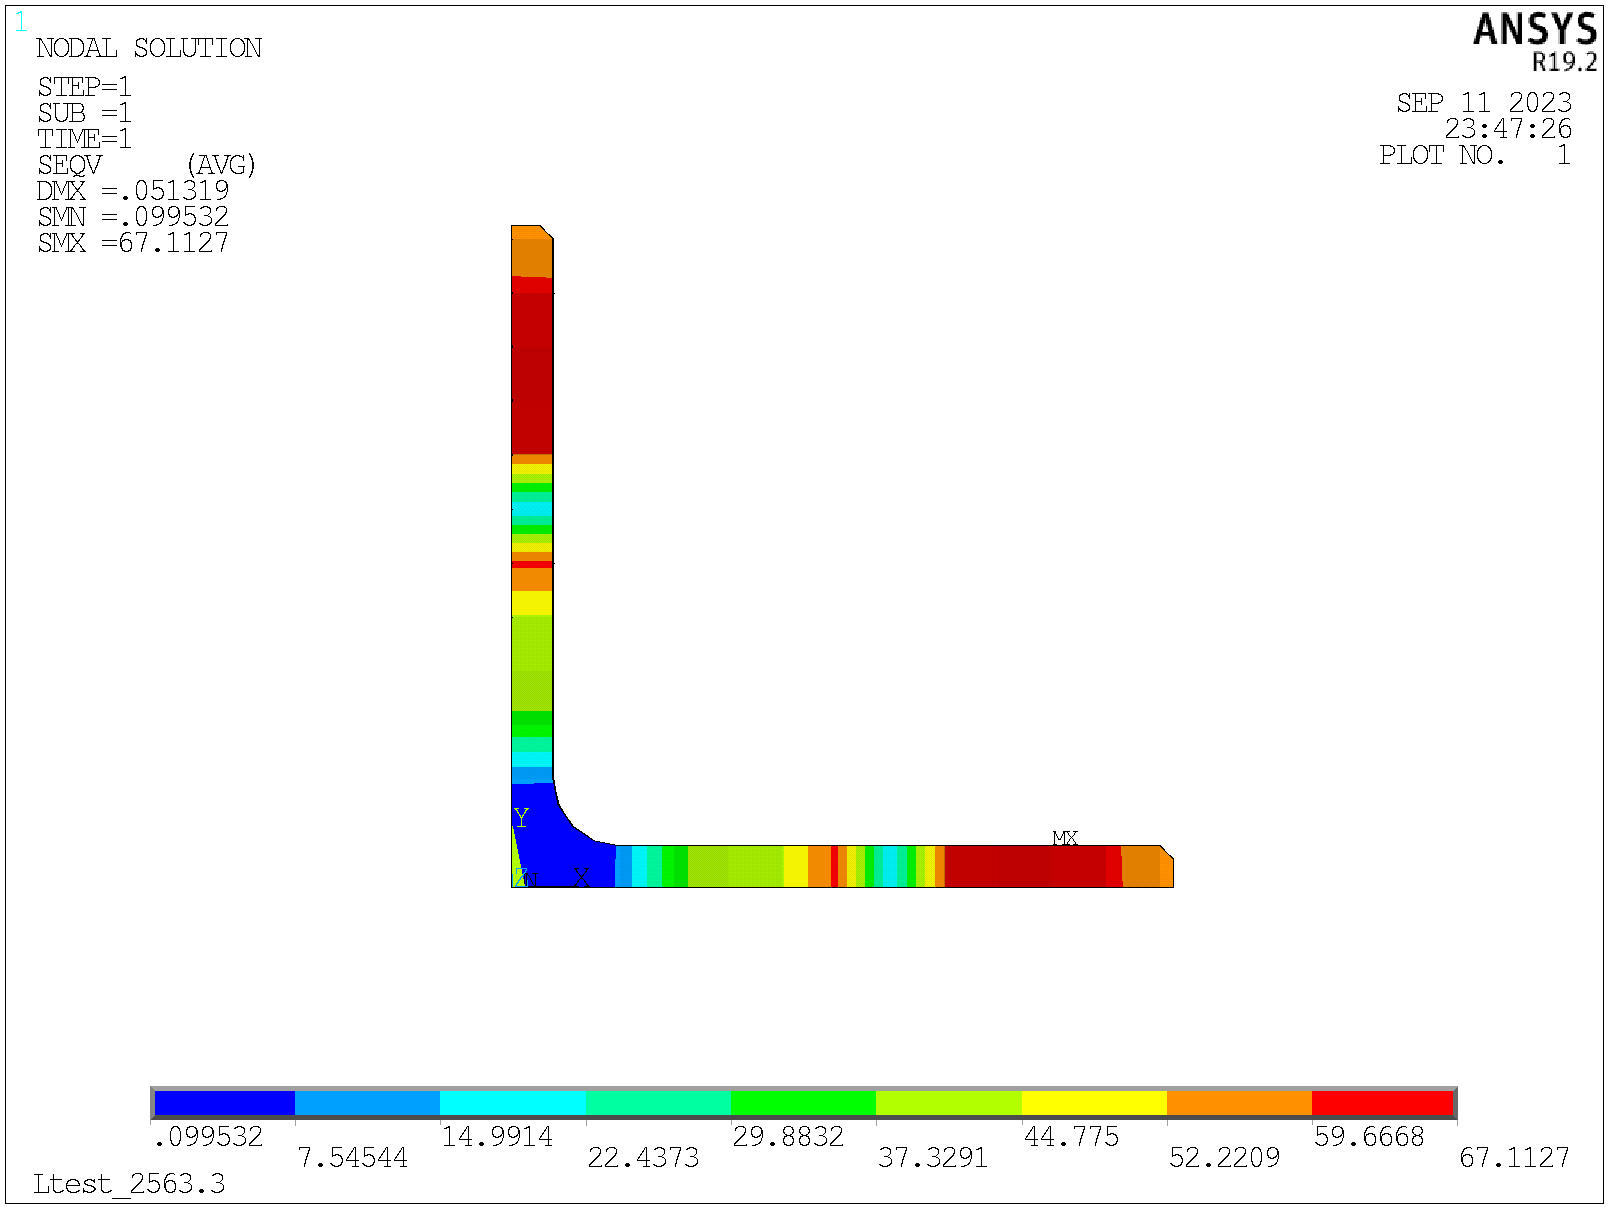 1
NODAL SOLUTION
STEP=1
SUB =1
TIME=1
SEQV (AVG)
DMX =.051319
SMN =.099532
SMX =67.1127
ANSYS
R19.2
SEP 11 2023
23:47:26
PLOT NO. 1
Y
MX
Z
X
.099532 14.9914 29.8832 44.775 59.6668
7.54544 22.4373 37.3291 52.2209 67.1127
Ltest_2563.3